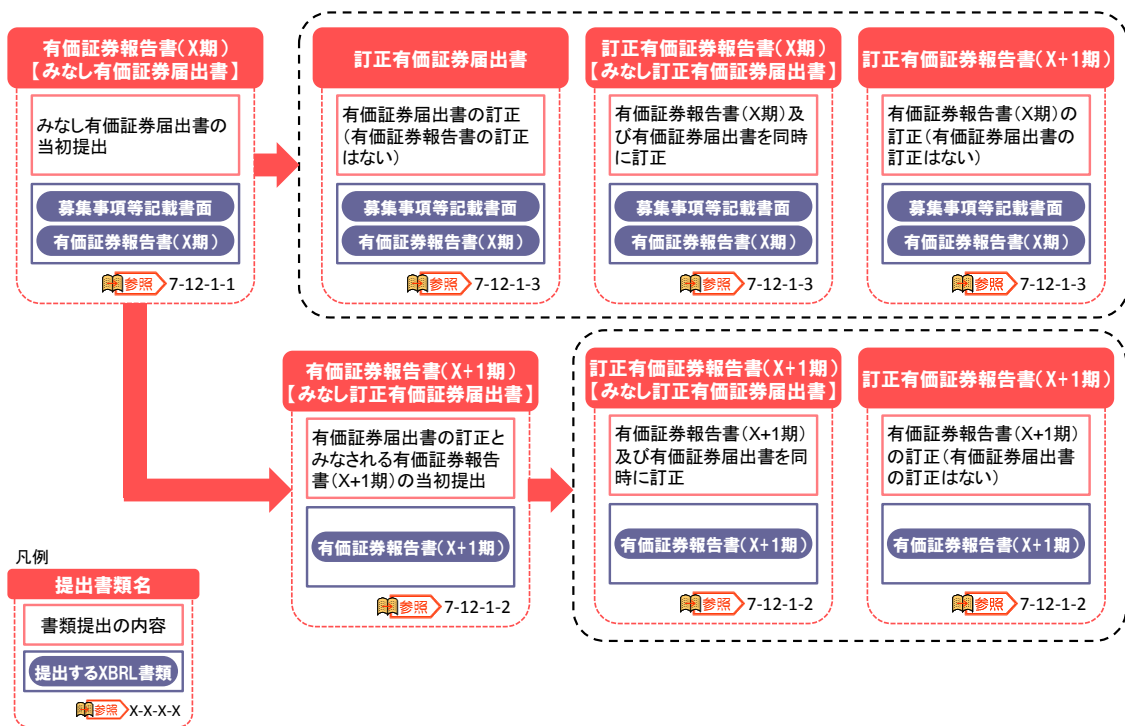 有価証券報告書(X期)
【みなし有価証券届出書】
みなし有価証券届出書の
当初提出
募集事項等記載書面
有価証券報告書(X期)
参照 7-12-1-1
訂正有価証券届出書
有価証券届出書の訂正
(有価証券報告書の訂正
はない)
募集事項等記載書面
有価証券報告書(X期)
参照 7-12-1-3
訂正有価証券報告書(X期)
【みなし訂正有価証券届出書】
有価証券報告書(X期)及
び有価証券届出書を同時
に訂正
募集事項等記載書面
有価証券報告書(X期)
参照 7-12-1-3
訂正有価証券報告書(X+1期)
有価証券報告書(X期)の
訂正(有価証券届出書の
訂正はない)
募集事項等記載書面
有価証券報告書(X期)
参照 7-12-1-3
有価証券報告書(X+1期)
【みなし訂正有価証券届出書】
有価証券届出書の訂正と
みなされる有価証券報告
書(X+1期)の当初提出
有価証券報告書(X+1期)
参照 7-12-1-2
訂正有価証券報告書(X+1期)
【みなし訂正有価証券届出書】
有価証券報告書(X+1期)
及び有価証券届出書を同
時に訂正
有価証券報告書(X+1期)
参照 7-12-1-2
訂正有価証券報告書(X+1期)
有価証券報告書(X+1期)
の訂正(有価証券届出書
の訂正はない)
有価証券報告書(X+1期)
参照 7-12-1-2
凡例
提出書類名
書類提出の内容
提出するXBRL書類
参照 X-X-X-X